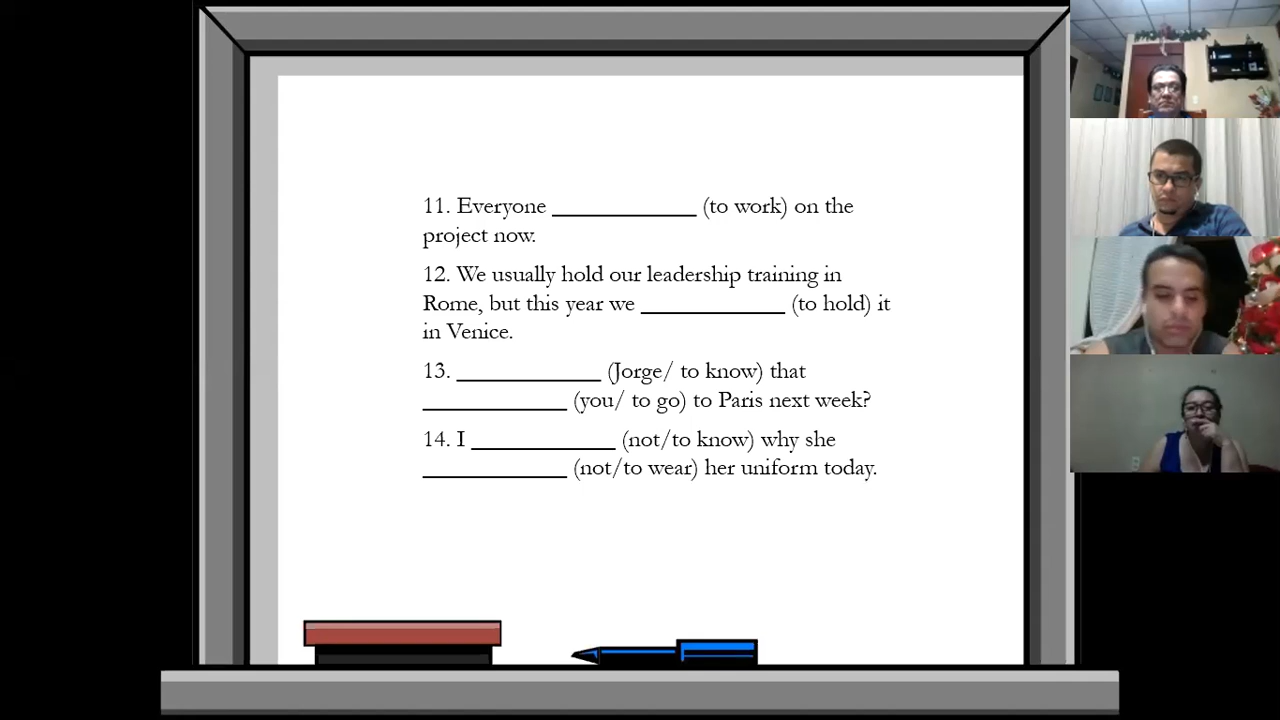 11. Everyone _____________ (to work) on the
project now.
12. We usually hold our leadership training in
Rome, but this year we _____________ (to hold) it
in Venice.
13. _____________ (Jorge/ to know) that
_____________ (you/ to go) to Paris next week?
14. I _____________ (not/to know) why she
_____________ (not/to wear) her uniform today.